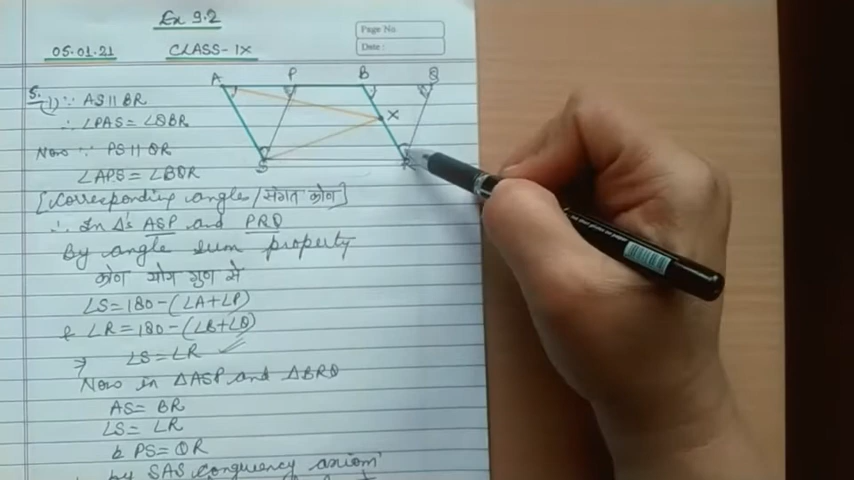 Ex 9.2
05.01.21 CLASS-IX
Page No
Date :
A P B Q
X
S
5. (1) ∵ AS || BR
∴ ∠PAS = ∠QBR
Now ∵ PS || QR
∠APS = ∠BQR
[Corresponding angles/संगत कोण]
∴ In Δ's ASP and PRQ
By angle sum property
कोण योग गुण से
∠S = 180 - (∠A + ∠P)
& ∠R = 180 - (∠B + ∠Q)
⇒ ∠S = ∠R
Now in ΔASP and ΔBRQ
AS = BR
∠S = ∠R
& PS = QR
by SAS congruency axiom